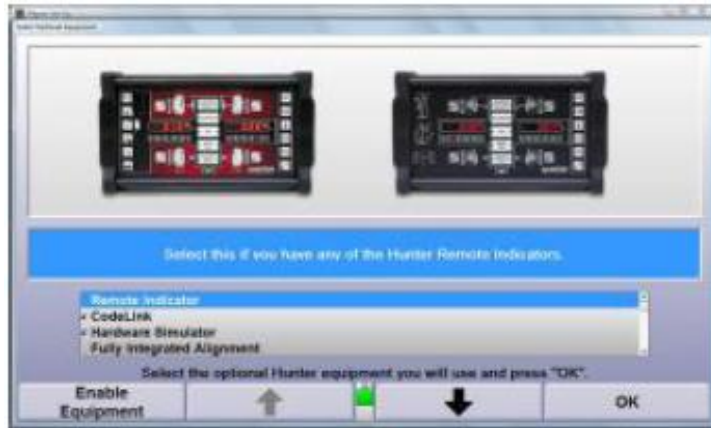 Select this if you have any of the Hunter Remote Indicators.
Remote Indicator
CodeLink
Hardware Simulator
Fully Integrated Alignment
Select the optional Hunter equipment you will use and press "OK".
Enable
Equipment
OK